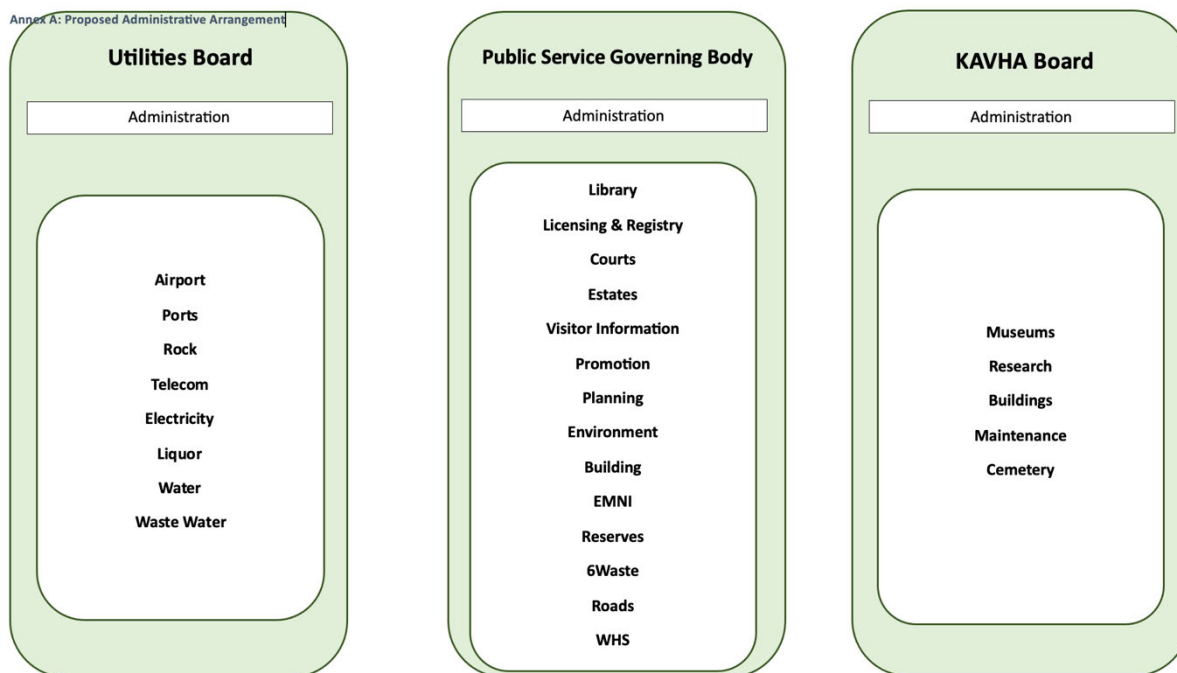 Annex A: Proposed Administrative Arrangement
Utilities Board
Administration
Airport
Ports
Rock
Telecom
Electricity
Liquor
Water
Waste Water
Public Service Governing Body
Administration
Library
Licensing & Registry
Courts
Estates
Visitor Information
Promotion
Planning
Environment
Building
EMNI
Reserves
6Waste
Roads
WHS
KAVHA Board
Administration
Museums
Research
Buildings
Maintenance
Cemetery